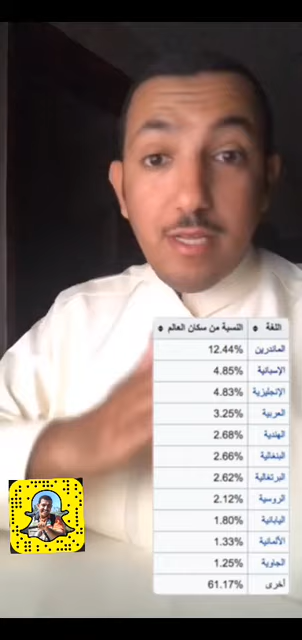 اللغة النسبة من سكان العالم
الماندرين 12.44%
الإسبانية 4.85%
الإنجليزية 4.83%
العربية 3.25%
الهندية 2.68%
البنغالية 2.66%
البرتغالية 2.62%
الروسية 2.12%
اليابانية 1.80%
الألمانية 1.33%
الجاوية 1.25%
أخرى 61.17%